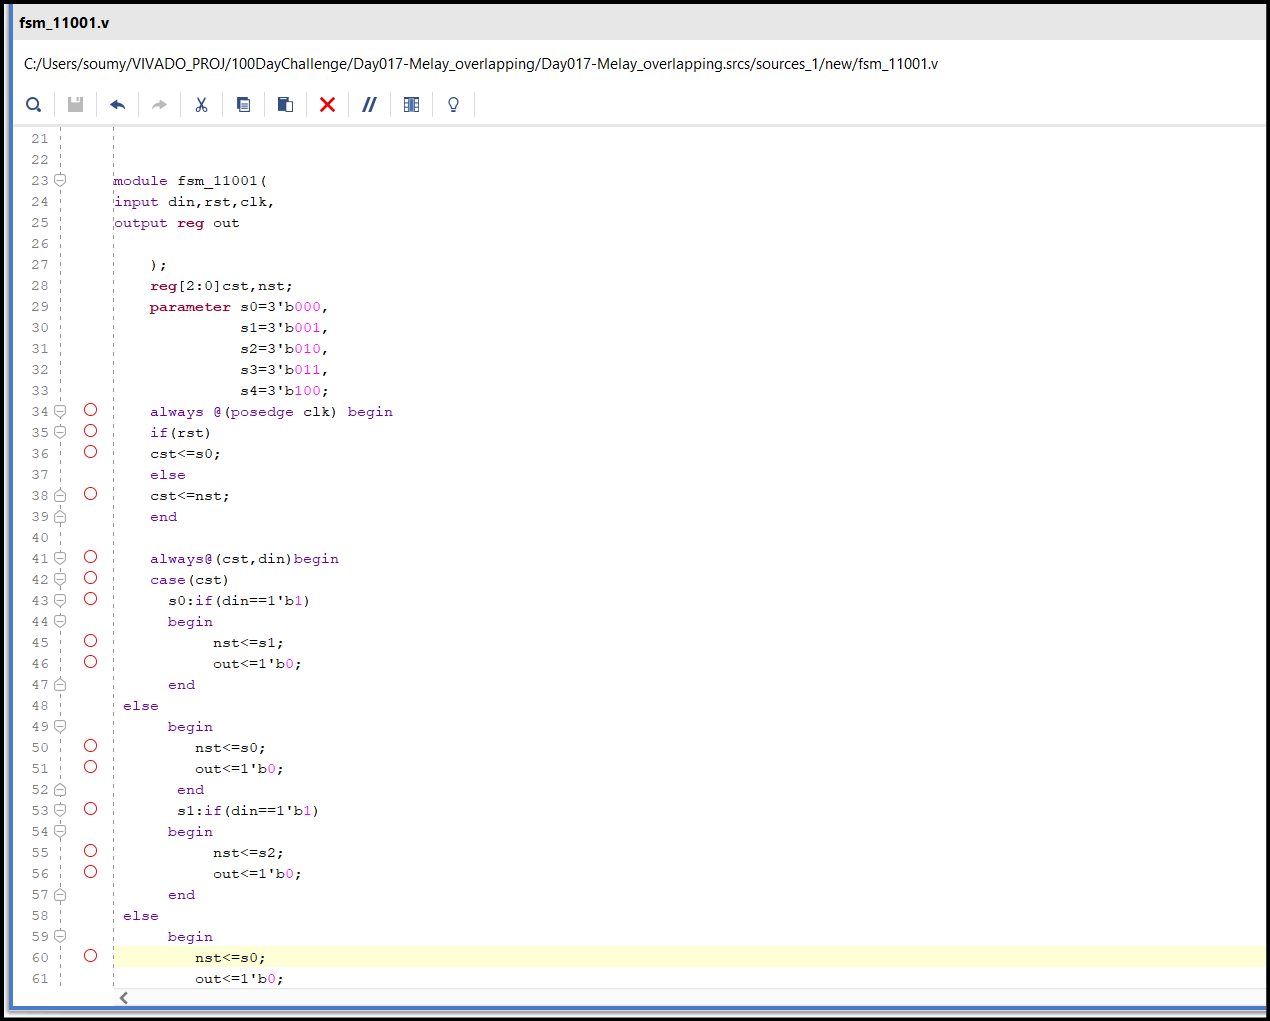 fsm_11001.v
C:/Users/soumy/VIVADO_PROJ/100DayChallenge/Day017-Melay_overlapping/Day017-Melay_overlapping.srcs/sources_1/new/fsm_11001.v
21
22
23 module fsm_11001(
24 input din,rst,clk,
25 output reg out
26
27 );
28 reg[2:0]cst,nst;
29 parameter s0=3'b000,
30 s1=3'b001,
31 s2=3'b010,
32 s3=3'b011,
33 s4=3'b100;
34 always @(posedge clk) begin
35 if(rst)
36 cst<=s0;
37 else
38 cst<=nst;
39 end
40
41 always@(cst,din)begin
42 case(cst)
43 s0:if(din==1'b1)
44 begin
45 nst<=s1;
46 out<=1'b0;
47 end
48 else
49 begin
50 nst<=s0;
51 out<=1'b0;
52 end
53 s1:if(din==1'b1)
54 begin
55 nst<=s2;
56 out<=1'b0;
57 end
58 else
59 begin
60 nst<=s0;
61 out<=1'b0;